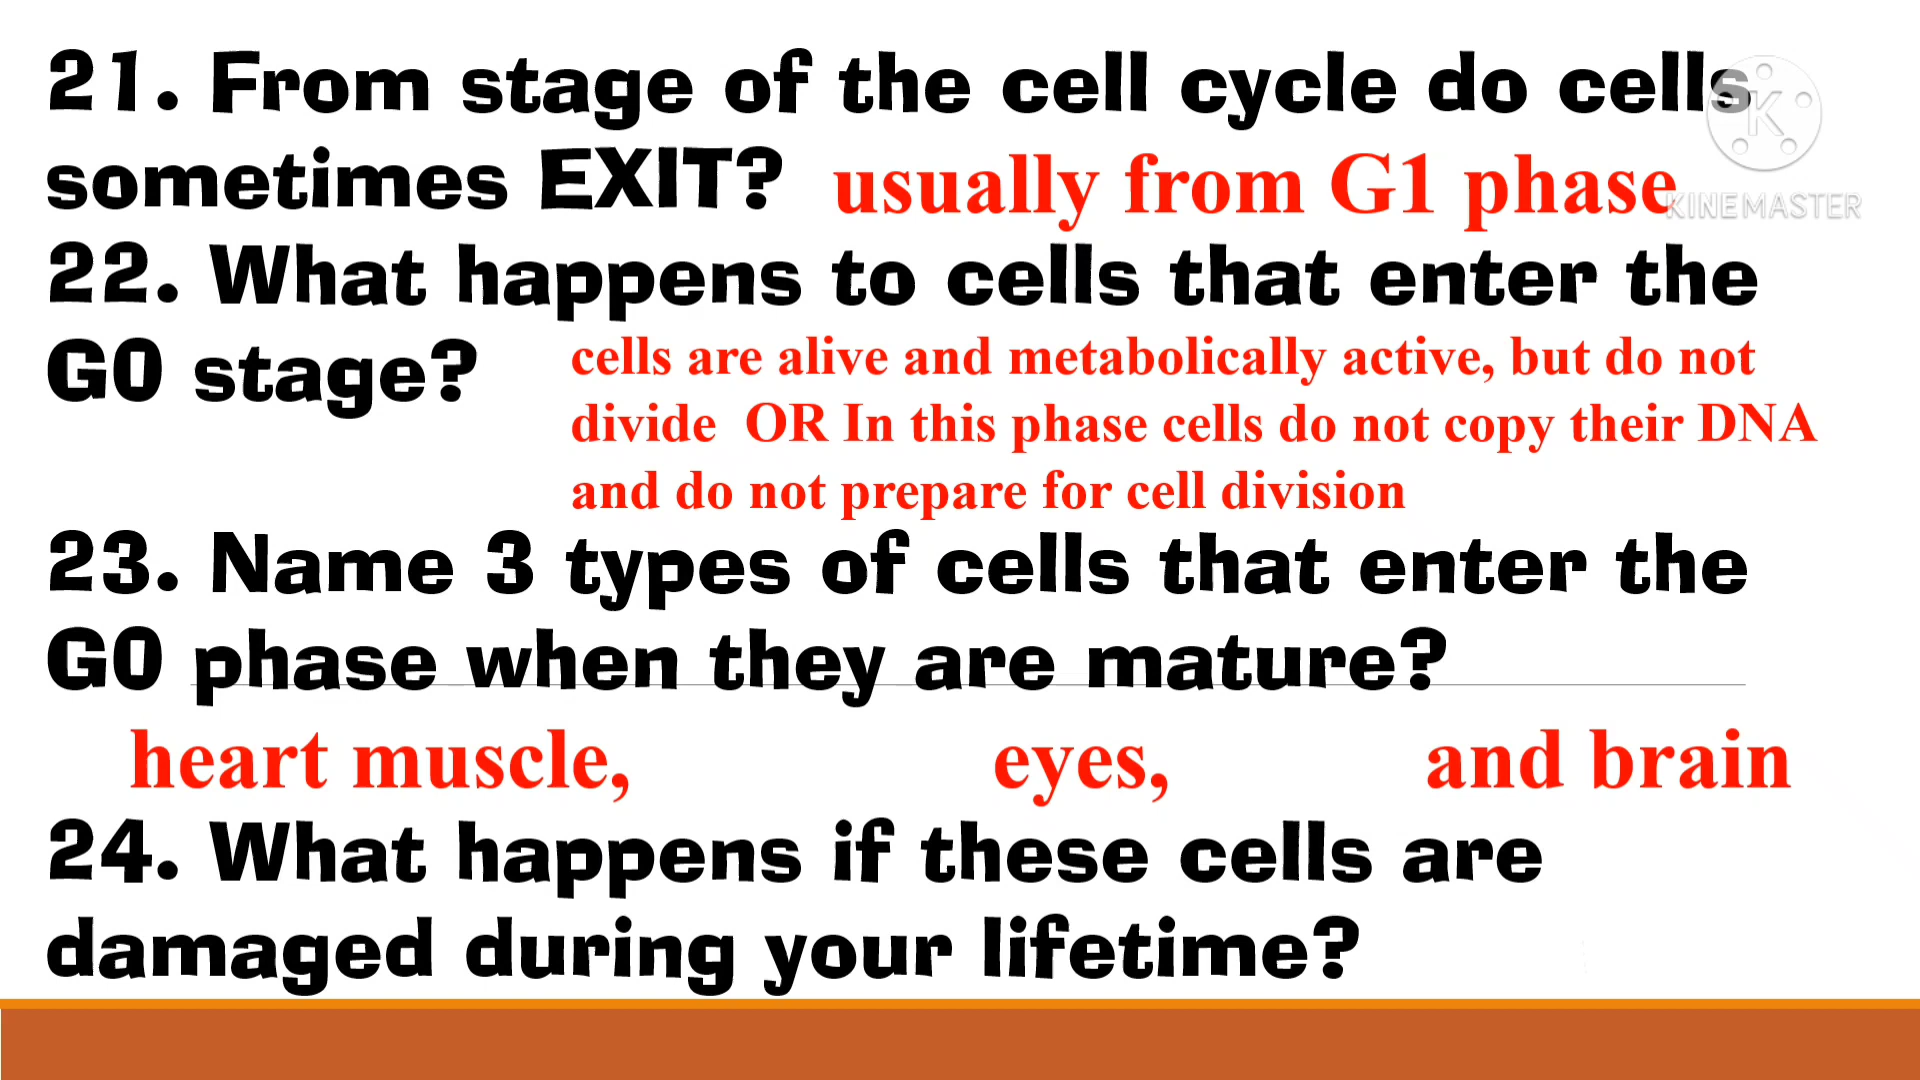 21. From stage of the cell cycle do cells
sometimes EXIT? usually from G1 phase
KINEMASTER
22. What happens to cells that enter the
G0 stage? cells are alive and metabolically active, but do not
divide OR In this phase cells do not copy their DNA
and do not prepare for cell division
23. Name 3 types of cells that enter the
G0 phase when they are mature?
heart muscle, eyes, and brain
24. What happens if these cells are
damaged during your lifetime?